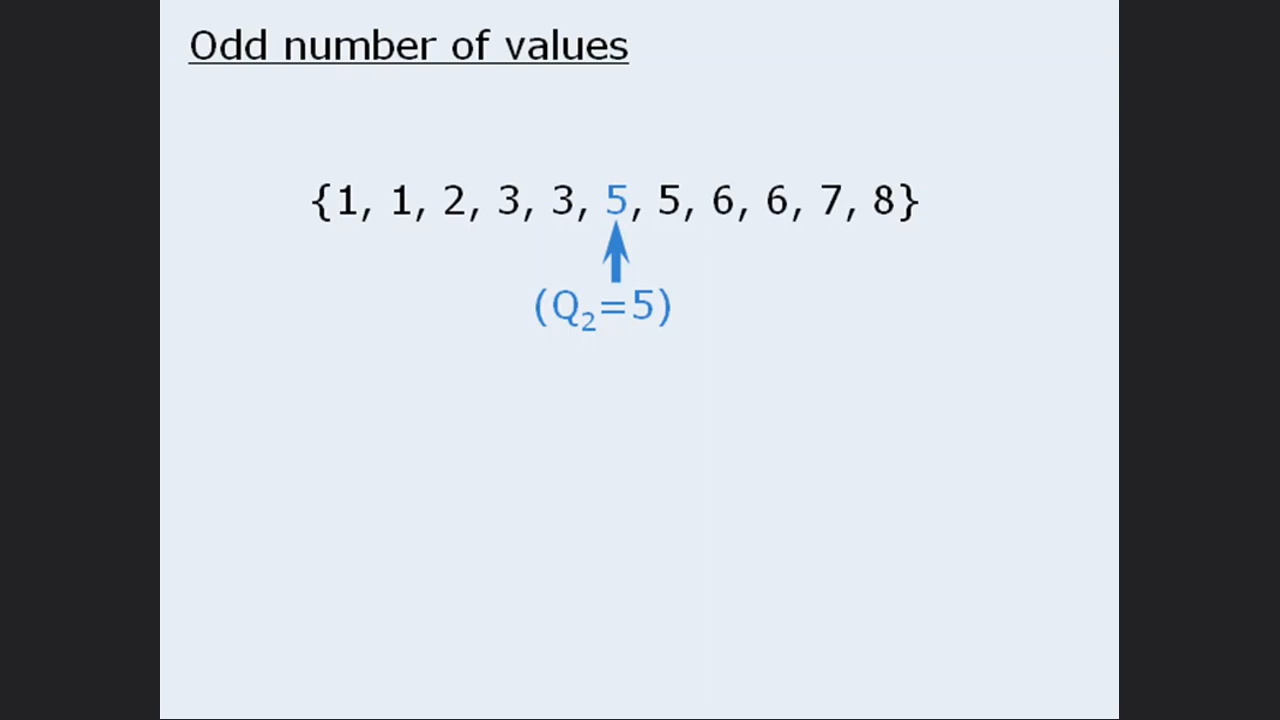 Odd number of values
{1, 1, 2, 3, 3, 5, 5, 6, 6, 7, 8}
(Q₂=5)